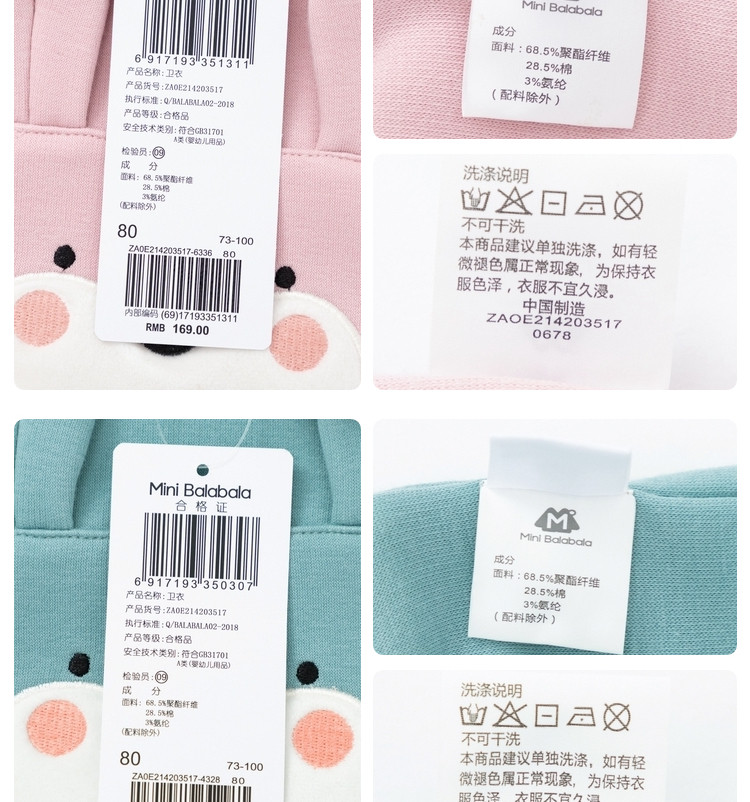 6 917193 351311
产品名称: 卫衣
产品货号: ZA0E214203517
执行标准: Q/BALABALA02-2018
产品等级: 合格品
安全技术类别: 符合GB31701
A类(婴幼儿用品)
检验员: 09
成 分
面料: 68.5%聚酯纤维
28.5%棉
3%氨纶
(配料除外)
80
73-100
ZA0E214203517-6336 80
内部编码 (69)17193351311
RMB 169.00
Mini Balabala
成分
面料: 68.5%聚酯纤维
28.5%棉
3%氨纶
(配料除外)
洗涤说明
不可干洗
本商品建议单独洗涤，如有轻
微褪色属正常现象，为保持衣
服色泽，衣服不宜久浸。
中国制造
ZAOE214203517
0678
Mini Balabala
合格证
6 917193 350307
产品名称: 卫衣
产品货号: ZA0E214203517
执行标准: Q/BALABALA02-2018
产品等级: 合格品
安全技术类别: 符合GB31701
A类(婴幼儿用品)
检验员: 09
成 分
面料: 68.5%聚酯纤维
28.5%棉
3%氨纶
(配料除外)
80
73-100
ZA0E214203517-4328 80
M
Mini Balabala
成分
面料: 68.5%聚酯纤维
28.5%棉
3%氨纶
(配料除外)
洗涤说明
不可干洗
本商品建议单独洗涤，如有轻
微褪色属正常现象，为保持衣
服色泽，衣服不宜久浸。